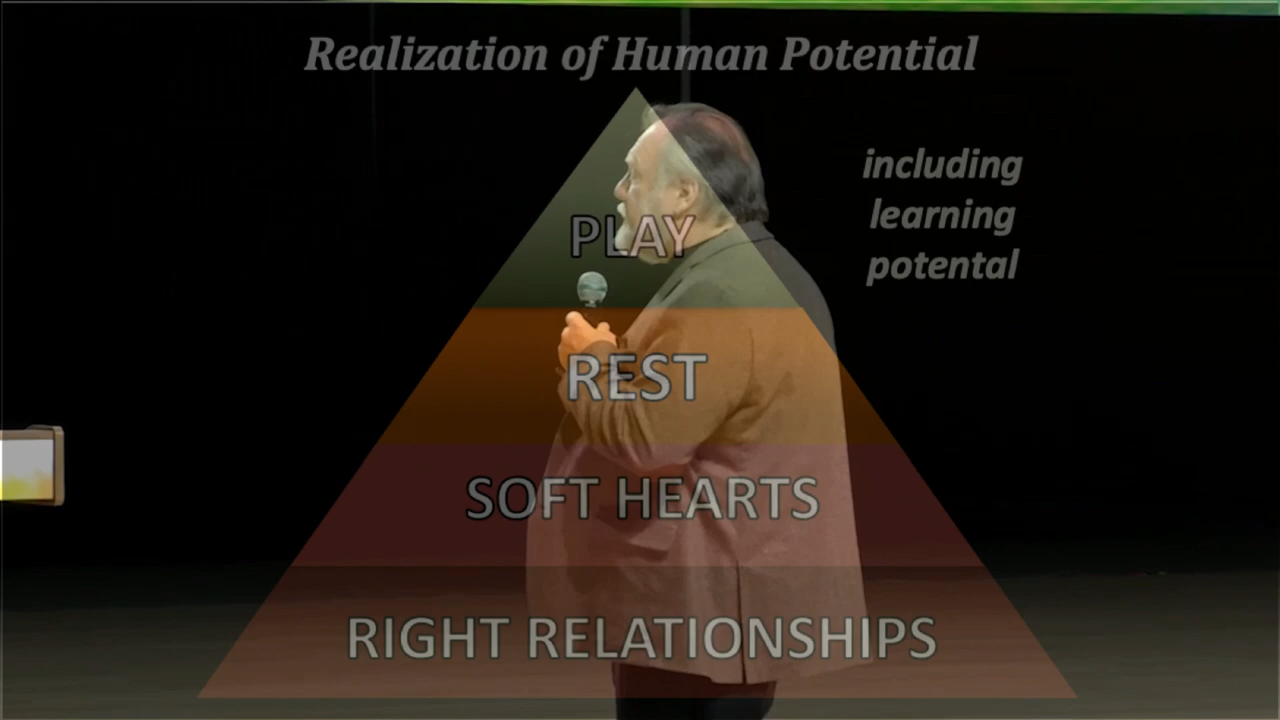 Realization of Human Potential
including
learning
potental
PLAY
REST
SOFT HEARTS
RIGHT RELATIONSHIPS